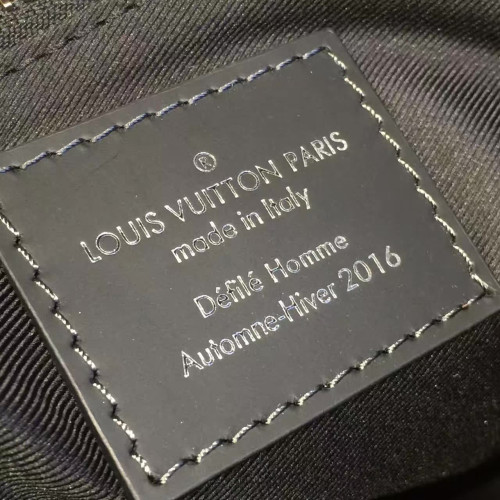 ®
LOUIS VUITTON PARIS
made in Italy
Défilé Homme
Automne-Hiver 2016